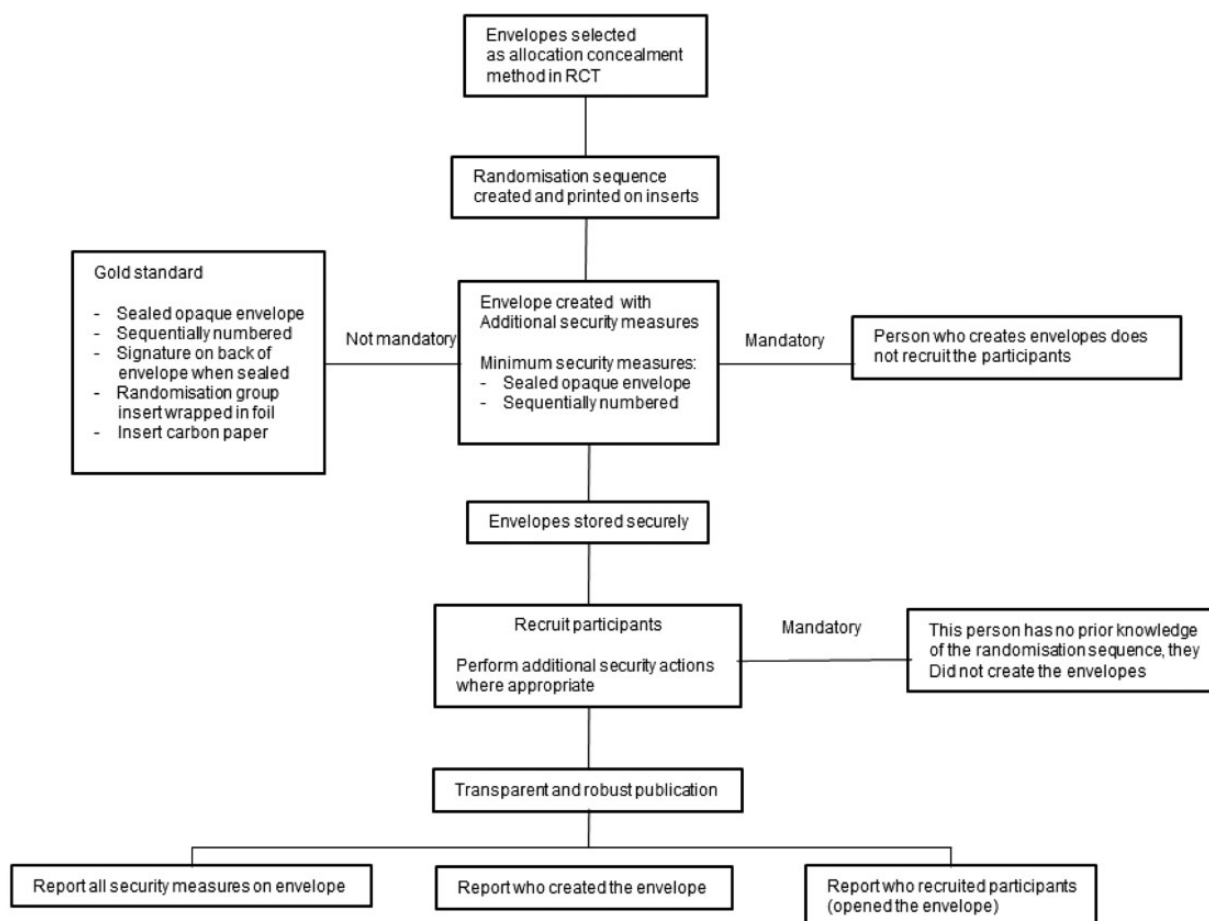 Envelopes selected
as allocation concealment
method in RCT
Randomisation sequence
created and printed on inserts
Gold standard
- Sealed opaque envelope
- Sequentially numbered
- Signature on back of
envelope when sealed
- Randomisation group
insert wrapped in foil
- Insert carbon paper
Not mandatory
Envelope created with
Additional security measures
Minimum security measures:
- Sealed opaque envelope
- Sequentially numbered
Mandatory
Person who creates envelopes does
not recruit the participants
Envelopes stored securely
Recruit participants
Perform additional security actions
where appropriate
Mandatory
This person has no prior knowledge
of the randomisation sequence, they
Did not create the envelopes
Transparent and robust publication
Report all security measures on envelope
Report who created the envelope
Report who recruited participants
(opened the envelope)